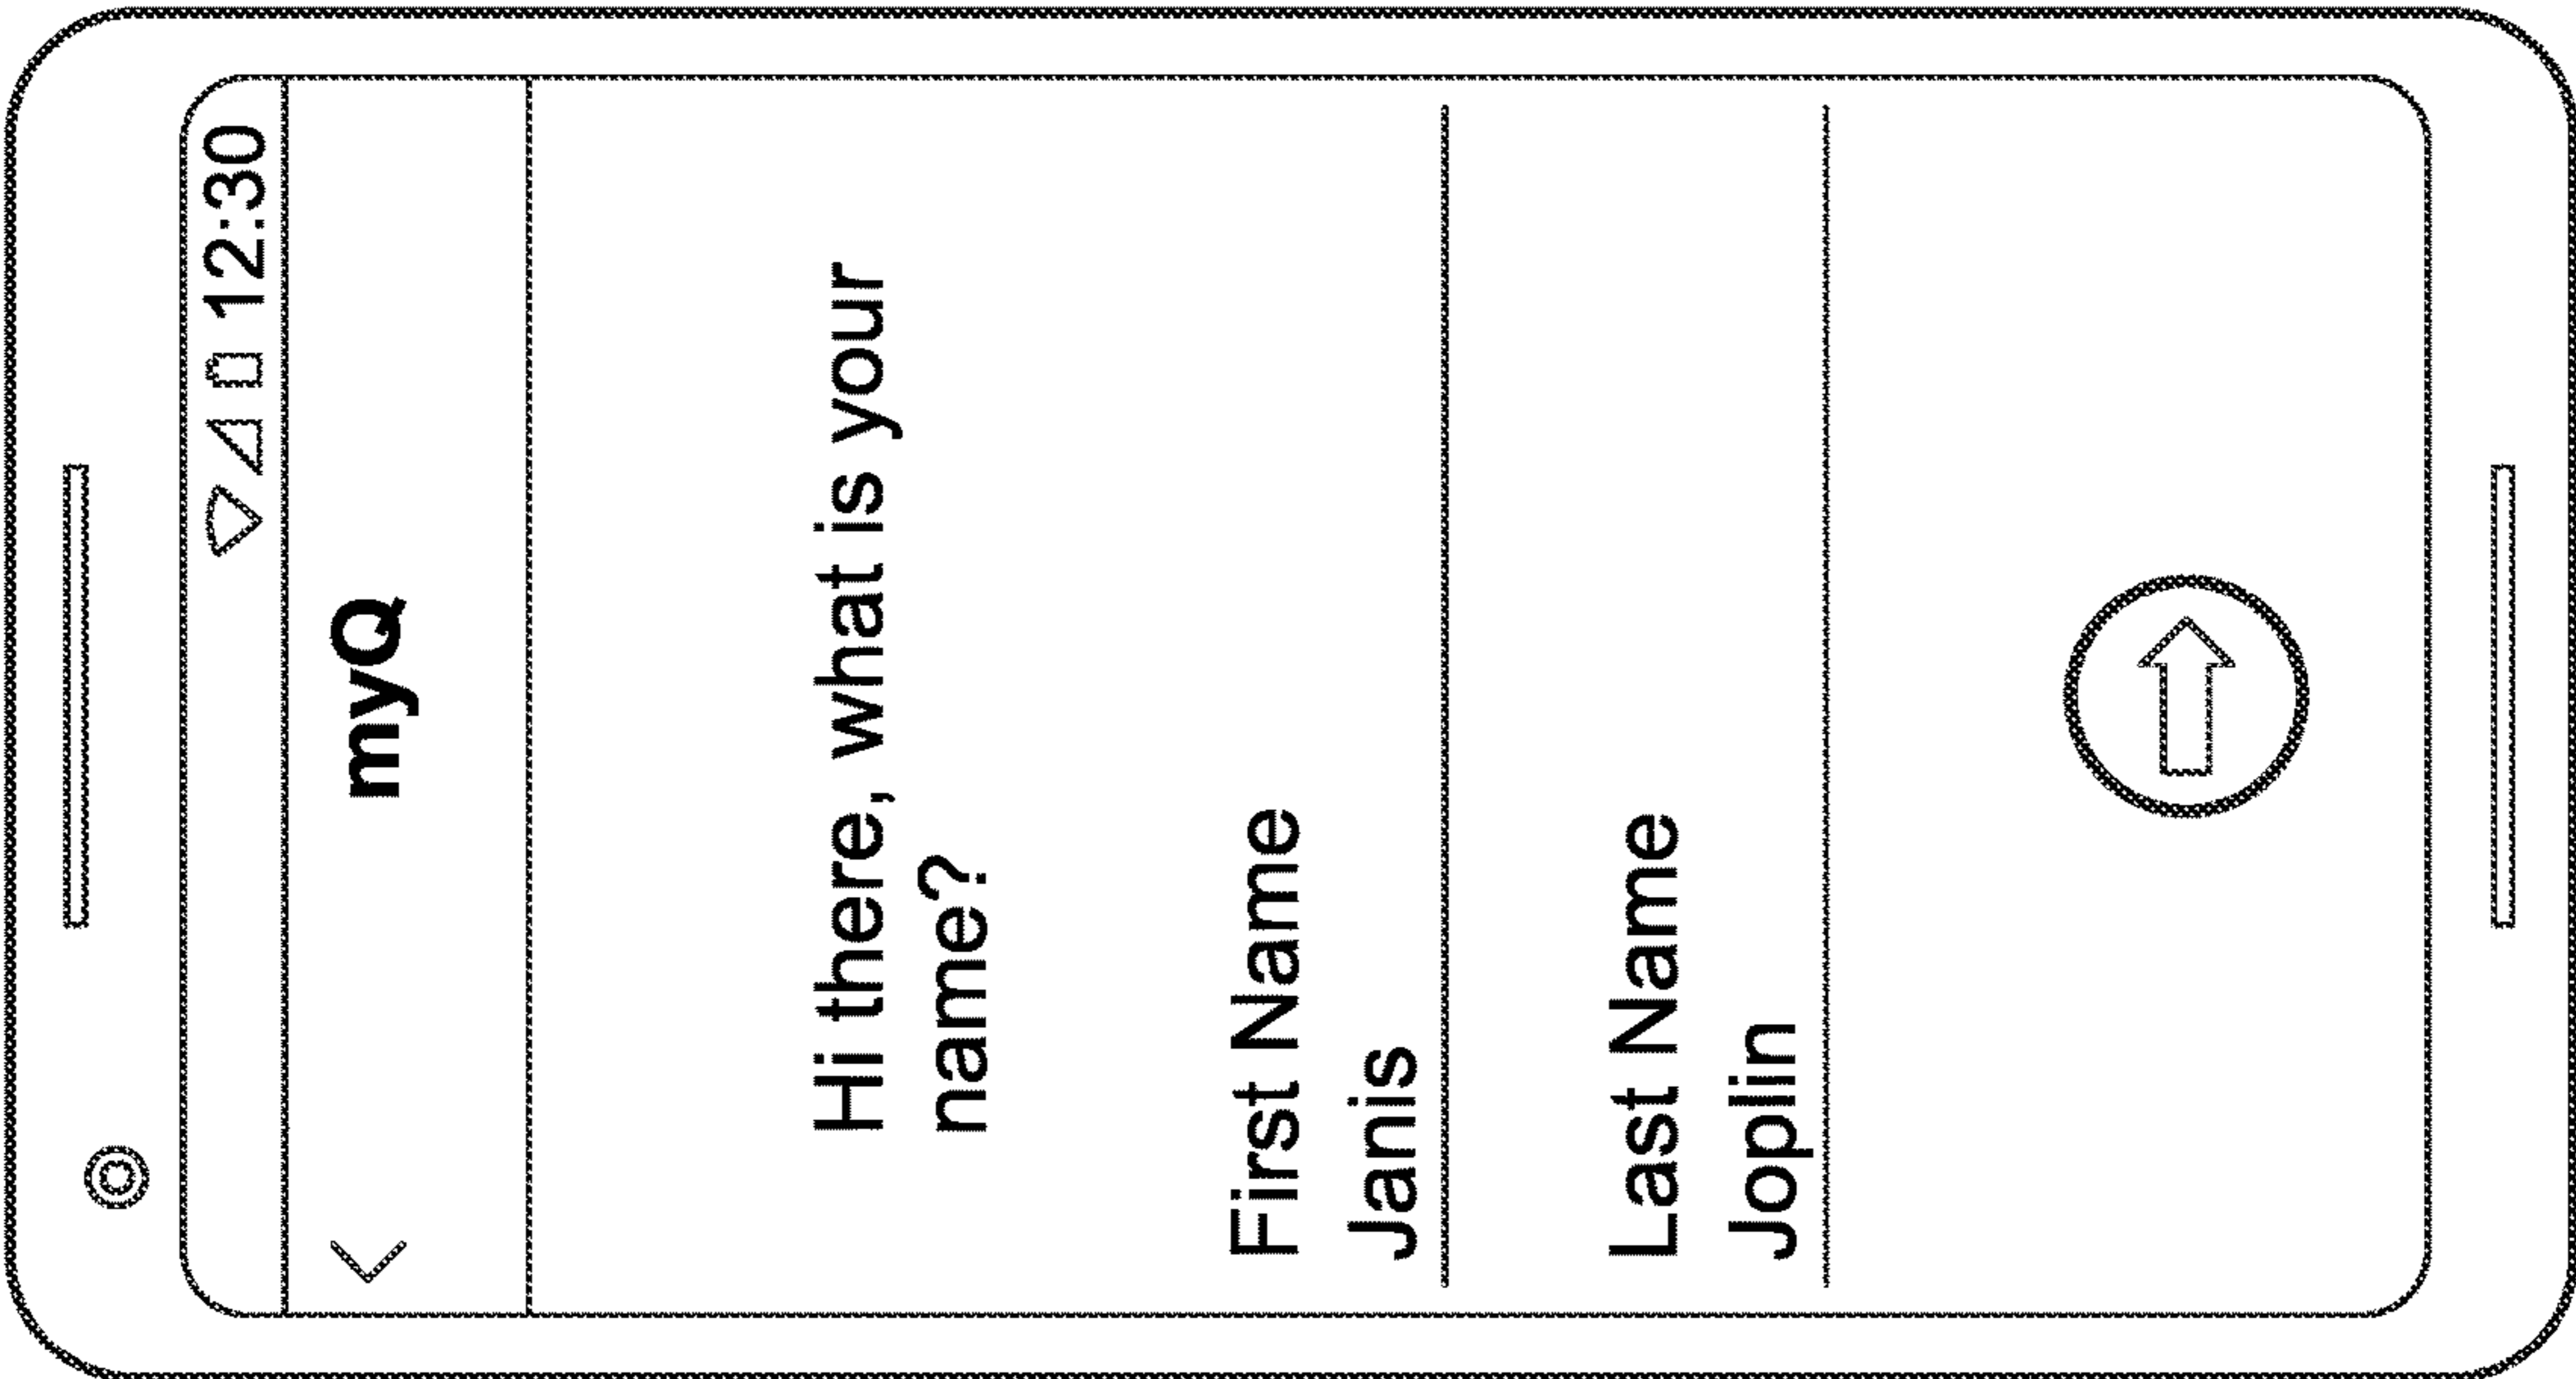 12:30
myQ
Hi there, what is your
name?
First Name
Janis
Last Name
Joplin